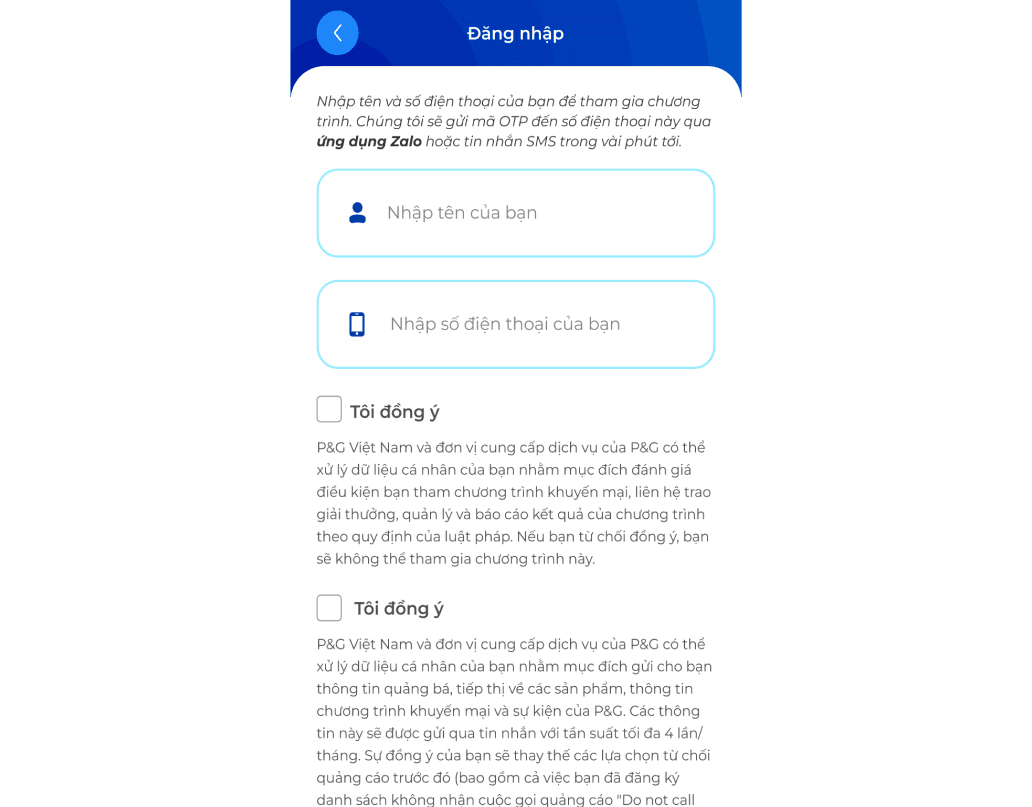 Đăng nhập
Nhập tên và số điện thoại của bạn để tham gia chương
trình. Chúng tôi sẽ gửi mã OTP đến số điện thoại này qua
ứng dụng Zalo hoặc tin nhắn SMS trong vài phút tới.
Nhập tên của bạn
Nhập số điện thoại của bạn
Tôi đồng ý
P&G Việt Nam và đơn vị cung cấp dịch vụ của P&G có thể
xử lý dữ liệu cá nhân của bạn nhằm mục đích đánh giá
điều kiện bạn tham chương trình khuyến mại, liên hệ trao
giải thưởng, quản lý và báo cáo kết quả của chương trình
theo quy định của luật pháp. Nếu bạn từ chối đồng ý, bạn
sẽ không thể tham gia chương trình này.
Tôi đồng ý
P&G Việt Nam và đơn vị cung cấp dịch vụ của P&G có thể
xử lý dữ liệu cá nhân của bạn nhằm mục đích gửi cho bạn
thông tin quảng bá, tiếp thị về các sản phẩm, thông tin
chương trình khuyến mại và sự kiện của P&G. Các thông
tin này sẽ được gửi qua tin nhắn với tần suất tối đa 4 lần/
tháng. Sự đồng ý của bạn sẽ thay thế các lựa chọn từ chối
quảng cáo trước đó (bao gồm cả việc bạn đã đăng ký
danh sách không nhận cuộc gọi quảng cáo "Do not call